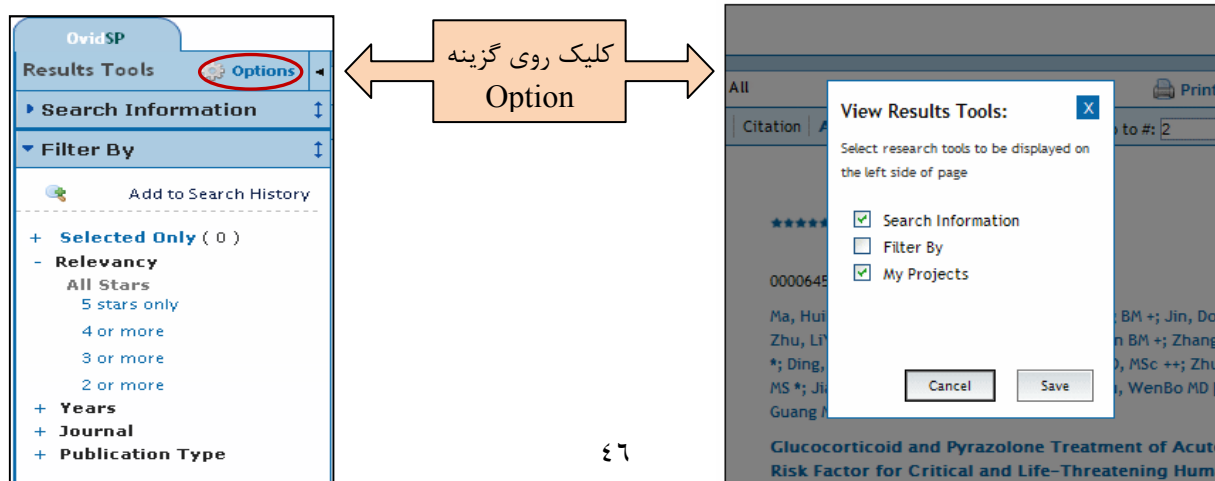 OvidSP
Results Tools Options
Search Information
Filter By
Add to Search History
+ Selected Only ( 0 )
- Relevancy
All Stars
5 stars only
4 or more
3 or more
2 or more
+ Years
+ Journal
+ Publication Type
کلیک روی گزینه
Option
٤٦
All Print
Citation to #: 2
View Results Tools: X
Select research tools to be displayed on
the left side of page
Search Information
Filter By
My Projects
Cancel Save
0000645
Ma, Hui BM +; Jin, Do
Zhu, Li BM +; Zhang
*; Ding, MSc ++; Zhu
MS *; Ji WenBo MD
Guang
Glucocorticoid and Pyrazolone Treatment of Acut
Risk Factor for Critical and Life-Threatening Hum